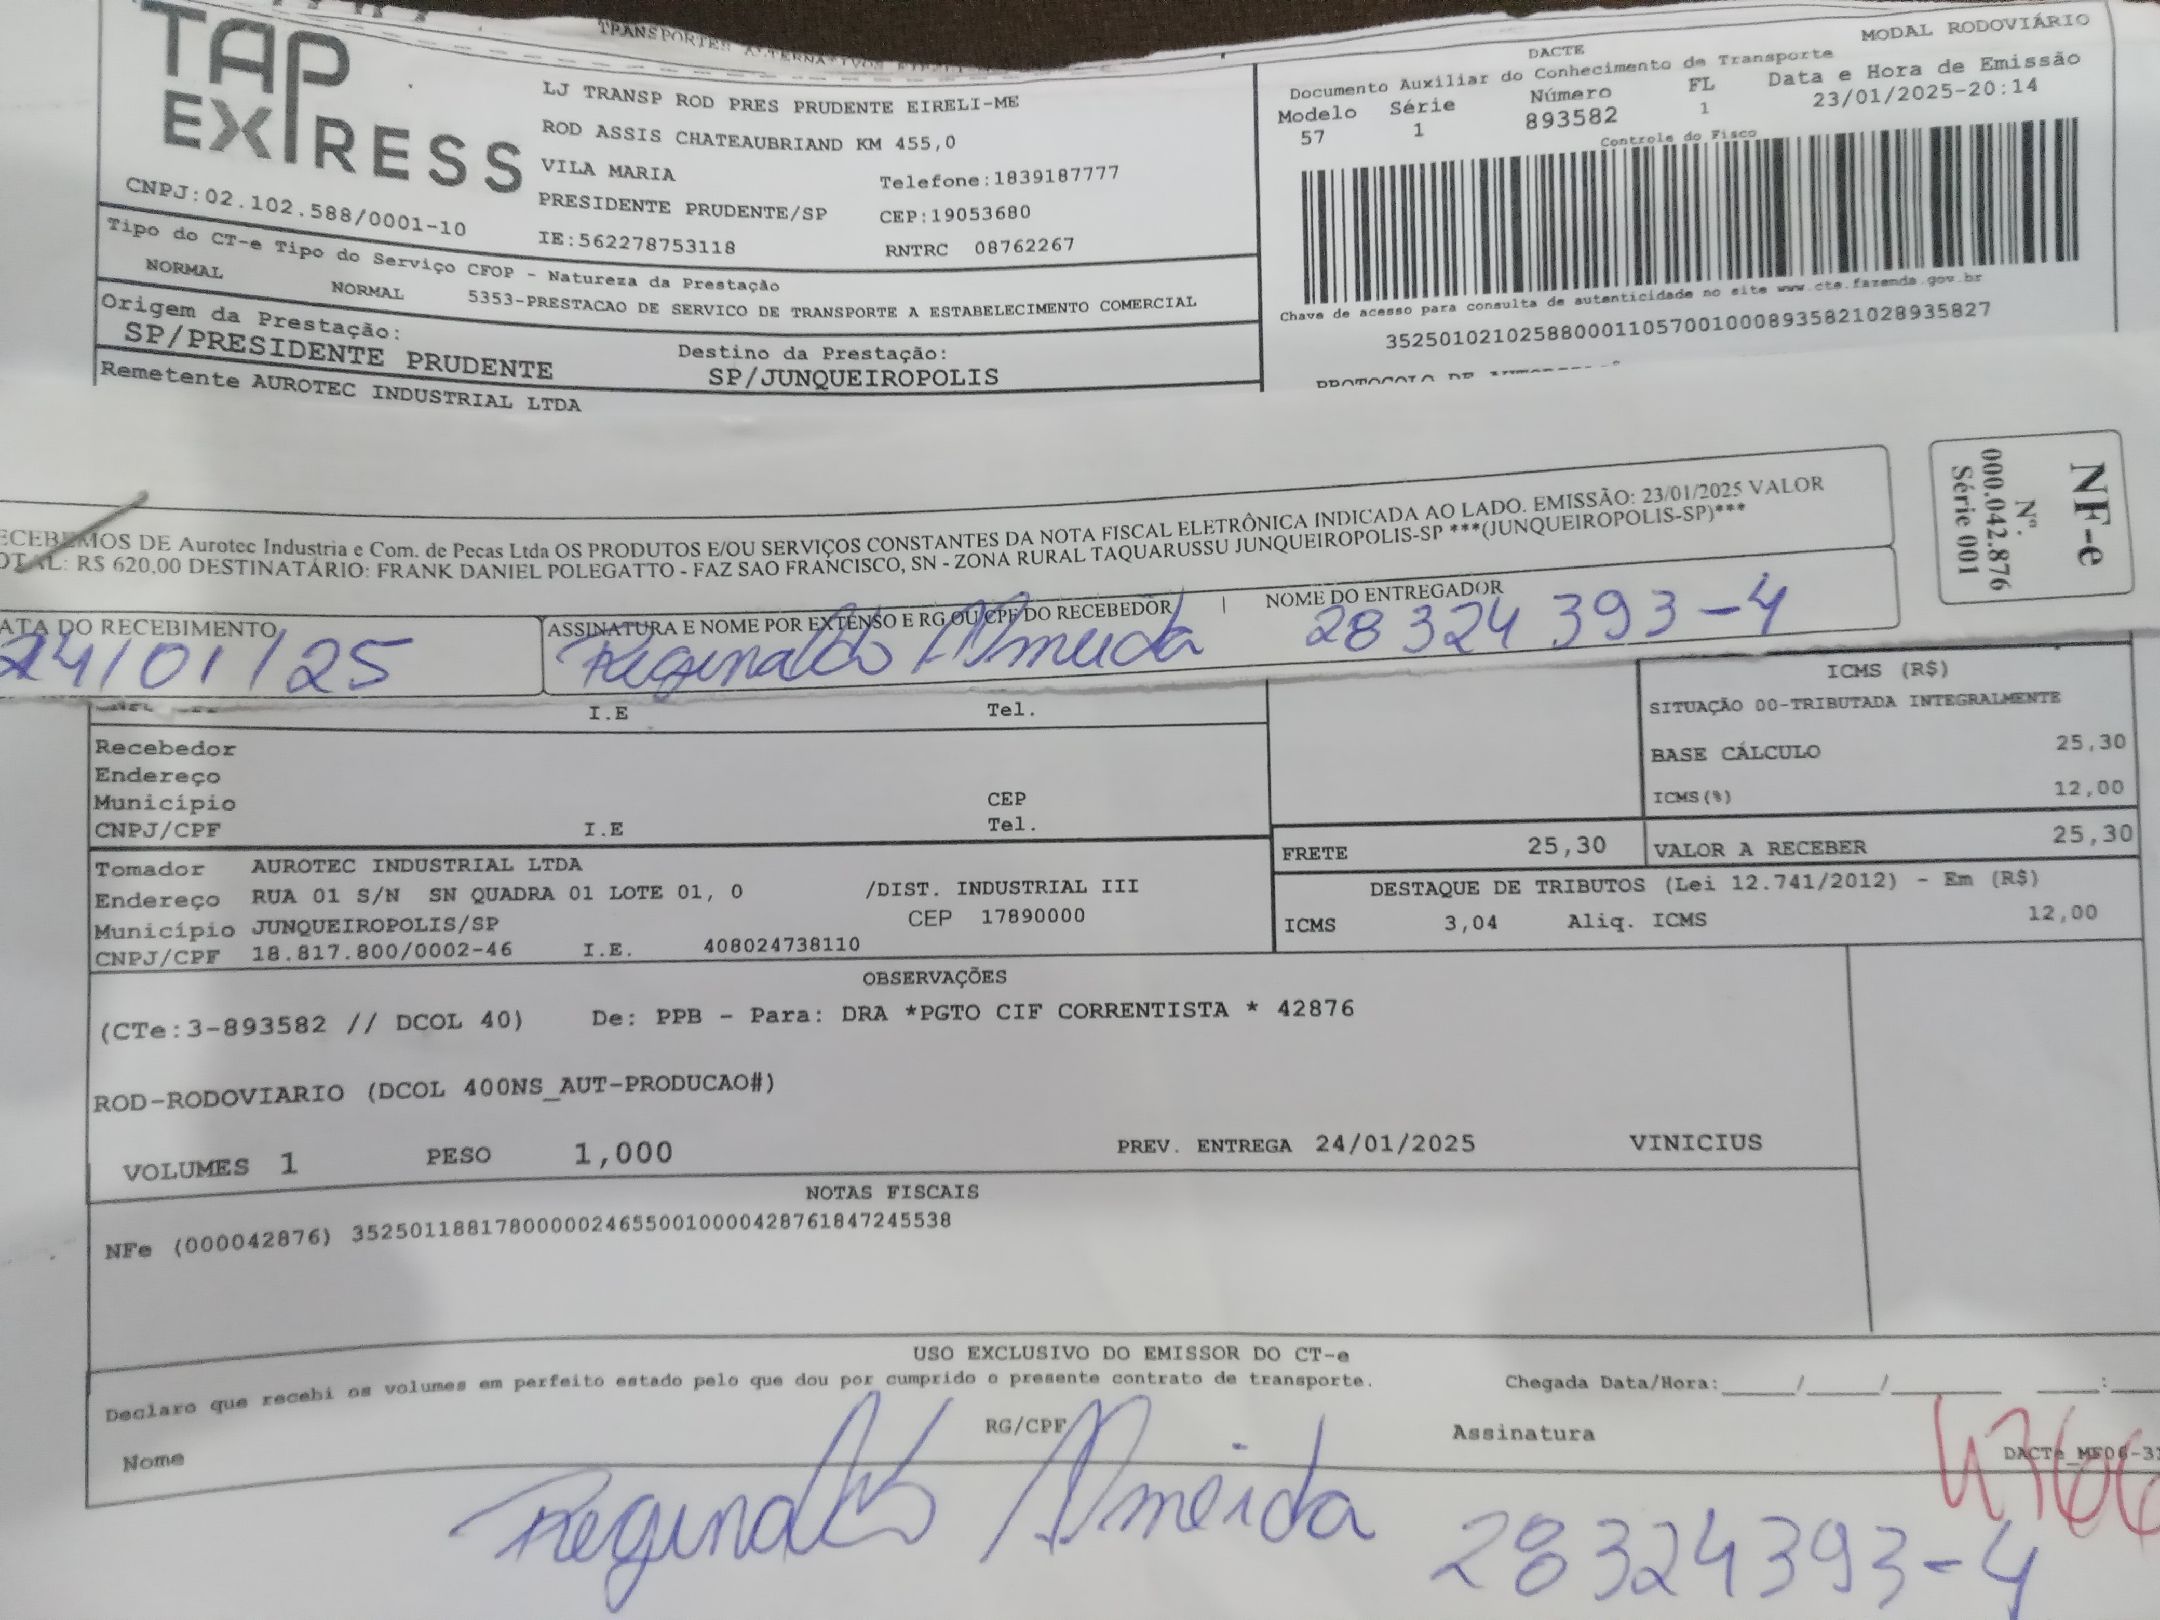 TAP
EXPRESS
TRANSPORTES
LJ TRANSP ROD PRES PRUDENTE EIRELI-ME
ROD ASSIS CHATEAUBRIAND KM 455,0
VILA MARIA Telefone:1839187777
PRESIDENTE PRUDENTE/SP CEP:19053680
CNPJ:02.102.588/0001-10 IE:562278753118 RNTRC 08762267
MODAL RODOVIÁRIO
DACTE
Documento Auxiliar do Conhecimento de Transporte
Modelo Série Número FL Data e Hora de Emissão
57 1 893582 1 23/01/2025-20:14
Controle do Fisco
Chave de acesso para consulta de autenticidade no site www.cte.fazenda.gov.br
35250102102588000110570010008935821028935827
Tipo do CT-e Tipo do Serviço CFOP - Natureza da Prestação
NORMAL NORMAL 5353-PRESTACAO DE SERVICO DE TRANSPORTE A ESTABELECIMENTO COMERCIAL
Origem da Prestação: Destino da Prestação:
SP/PRESIDENTE PRUDENTE SP/JUNQUEIROPOLIS
Remetente AUROTEC INDUSTRIAL LTDA
ECEBEMOS DE Aurotec Industria e Com. de Pecas Ltda OS PRODUTOS E/OU SERVIÇOS CONSTANTES DA NOTA FISCAL ELETRÔNICA INDICADA AO LADO. EMISSÃO: 23/01/2025 VALOR
OTAL: R$ 620,00 DESTINATÁRIO: FRANK DANIEL POLEGATTO - FAZ SAO FRANCISCO, SN - ZONA RURAL TAQUARUSSU JUNQUEIROPOLIS-SP ***(JUNQUEIROPOLIS-SP)***
NF-e
Nº.
000.042.876
Série 001
ATA DO RECEBIMENTO ASSINATURA E NOME POR EXTENSO E RG OU CPF DO RECEBEDOR | NOME DO ENTREGADOR
24/01/25 Reginaldo Almeida 28324393-4
I.E Tel.
Recebedor
Endereço
Município CEP
CNPJ/CPF I.E Tel.
ICMS (R$)
SITUAÇÃO 00-TRIBUTADA INTEGRALMENTE
BASE CÁLCULO 25,30
ICMS(%) 12,00
FRETE 25,30 VALOR A RECEBER 25,30
Tomador AUROTEC INDUSTRIAL LTDA
Endereço RUA 01 S/N SN QUADRA 01 LOTE 01, 0 /DIST. INDUSTRIAL III
Município JUNQUEIROPOLIS/SP CEP 17890000
CNPJ/CPF 18.817.800/0002-46 I.E. 408024738110
DESTAQUE DE TRIBUTOS (Lei 12.741/2012) - Em (R$)
ICMS 3,04 Aliq. ICMS 12,00
OBSERVAÇÕES
(CTe:3-893582 // DCOL 40) De: PPB - Para: DRA *PGTO CIF CORRENTISTA * 42876
ROD-RODOVIARIO (DCOL 400NS_AUT-PRODUCAO#)
VOLUMES 1 PESO 1,000 PREV. ENTREGA 24/01/2025 VINICIUS
NOTAS FISCAIS
NFe (000042876) 35250118817800000246550010000428761847245538
USO EXCLUSIVO DO EMISSOR DO CT-e
Declaro que recebi os volumes em perfeito estado pelo que dou por cumprido o presente contrato de transporte. Chegada Data/Hora:_____/_____/_______ ____:____
Nome RG/CPF Assinatura
Reginaldo Almeida 28324393-4